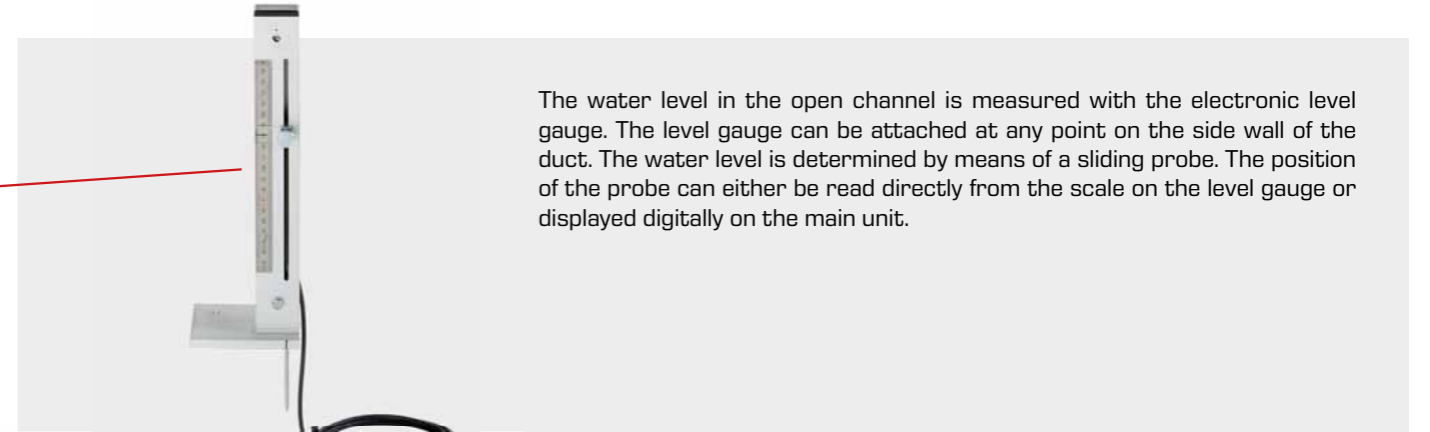 The water level in the open channel is measured with the electronic level
gauge. The level gauge can be attached at any point on the side wall of the
duct. The water level is determined by means of a sliding probe. The position
of the probe can either be read directly from the scale on the level gauge or
displayed digitally on the main unit.